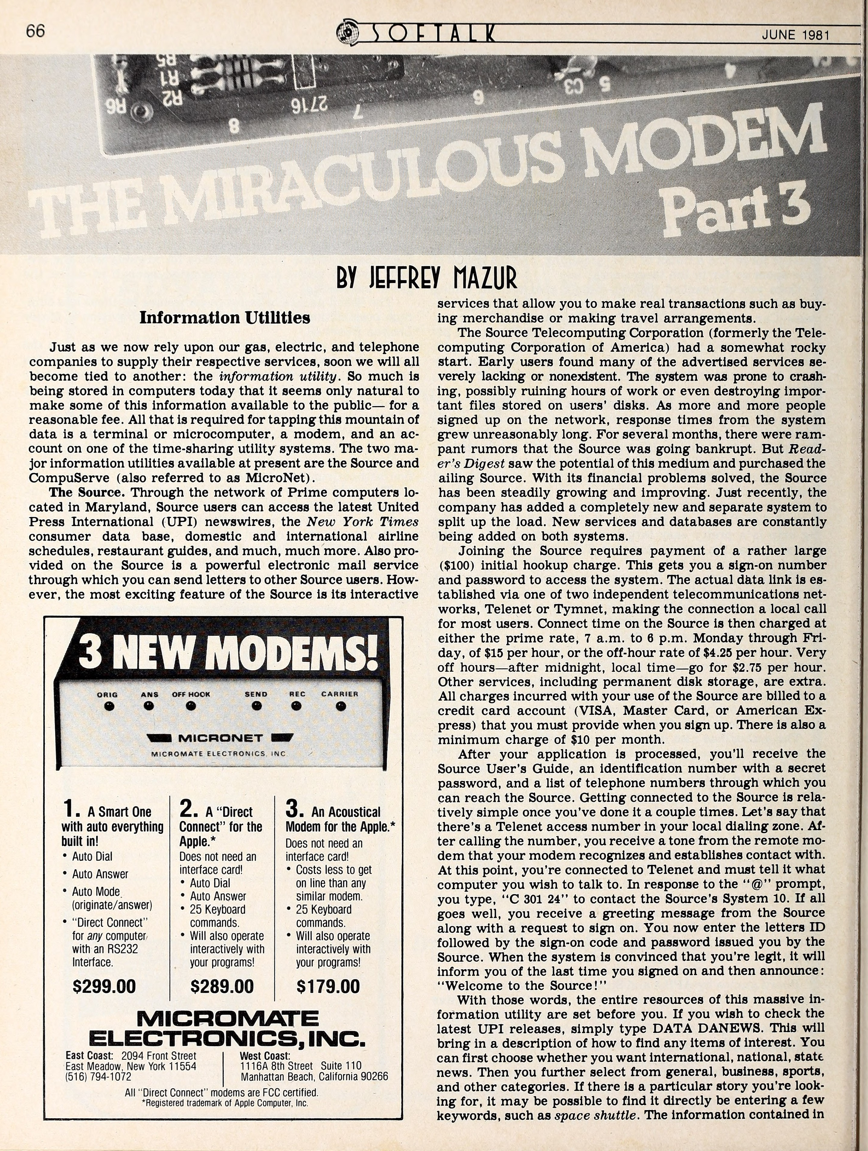 66
SOFTALK
JUNE 1981
R5
R1
R2
R6
2716
8
7
6
C3
5
4
THE MIRACULOUS MODEM
Part 3
BY JEFFREY MAZUR
Information Utilities
Just as we now rely upon our gas, electric, and telephone
companies to supply their respective services, soon we will all
become tied to another: the information utility. So much is
being stored in computers today that it seems only natural to
make some of this information available to the public— for a
reasonable fee. All that is required for tapping this mountain of
data is a terminal or microcomputer, a modem, and an ac-
count on one of the time-sharing utility systems. The two ma-
jor information utilities available at present are the Source and
CompuServe (also referred to as MicroNet).
The Source. Through the network of Prime computers lo-
cated in Maryland, Source users can access the latest United
Press International (UPI) newswires, the New York Times
consumer data base, domestic and international airline
schedules, restaurant guides, and much, much more. Also pro-
vided on the Source is a powerful electronic mail service
through which you can send letters to other Source users. How-
ever, the most exciting feature of the Source is its interactive
services that allow you to make real transactions such as buy-
ing merchandise or making travel arrangements.
The Source Telecomputing Corporation (formerly the Tele-
computing Corporation of America) had a somewhat rocky
start. Early users found many of the advertised services se-
verely lacking or nonexistent. The system was prone to crash-
ing, possibly ruining hours of work or even destroying impor-
tant files stored on users' disks. As more and more people
signed up on the network, response times from the system
grew unreasonably long. For several months, there were ram-
pant rumors that the Source was going bankrupt. But Read-
er's Digest saw the potential of this medium and purchased the
ailing Source. With its financial problems solved, the Source
has been steadily growing and improving. Just recently, the
company has added a completely new and separate system to
split up the load. New services and databases are constantly
being added on both systems.
Joining the Source requires payment of a rather large
($100) initial hookup charge. This gets you a sign-on number
and password to access the system. The actual data link is es-
tablished via one of two independent telecommunications net-
works, Telenet or Tymnet, making the connection a local call
for most users. Connect time on the Source is then charged at
either the prime rate, 7 a.m. to 6 p.m. Monday through Fri-
day, of $15 per hour, or the off-hour rate of $4.25 per hour. Very
off hours—after midnight, local time—go for $2.75 per hour.
Other services, including permanent disk storage, are extra.
All charges incurred with your use of the Source are billed to a
credit card account (VISA, Master Card, or American Ex-
press) that you must provide when you sign up. There is also a
minimum charge of $10 per month.
After your application is processed, you'll receive the
Source User's Guide, an identification number with a secret
password, and a list of telephone numbers through which you
can reach the Source. Getting connected to the Source is rela-
tively simple once you've done it a couple times. Let's say that
there's a Telenet access number in your local dialing zone. Af-
ter calling the number, you receive a tone from the remote mo-
dem that your modem recognizes and establishes contact with.
At this point, you're connected to Telenet and must tell it what
computer you wish to talk to. In response to the "@" prompt,
you type, "C 301 24" to contact the Source's System 10. If all
goes well, you receive a greeting message from the Source
along with a request to sign on. You now enter the letters ID
followed by the sign-on code and password issued you by the
Source. When the system is convinced that you're legit, it will
inform you of the last time you signed on and then announce:
"Welcome to the Source!"
With those words, the entire resources of this massive in-
formation utility are set before you. If you wish to check the
latest UPI releases, simply type DATA DANEWS. This will
bring in a description of how to find any items of interest. You
can first choose whether you want international, national, state
news. Then you further select from general, business, sports,
and other categories. If there is a particular story you're look-
ing for, it may be possible to find it directly be entering a few
keywords, such as space shuttle. The information contained in
3 NEW MODEMS!
ORIG ANS OFF HOOK SEND REC CARRIER
MICRONET
MICROMATE ELECTRONICS, INC.
1. A Smart One
with auto everything
built in!
• Auto Dial
• Auto Answer
• Auto Mode
(originate/answer)
• "Direct Connect"
for any computer
with an RS232
Interface.
$299.00
2. A "Direct
Connect" for the
Apple.*
Does not need an
interface card!
• Auto Dial
• Auto Answer
• 25 Keyboard
commands.
• Will also operate
interactively with
your programs!
$289.00
3. An Acoustical
Modem for the Apple.*
Does not need an
interface card!
• Costs less to get
on line than any
similar modem.
• 25 Keyboard
commands.
• Will also operate
interactively with
your programs!
$179.00
MICROMATE
ELECTRONICS, INC.
East Coast: 2094 Front Street
East Meadow, New York 11554
(516) 794-1072
West Coast:
1116A 8th Street Suite 110
Manhattan Beach, California 90266
All "Direct Connect" modems are FCC certified.
*Registered trademark of Apple Computer, Inc.